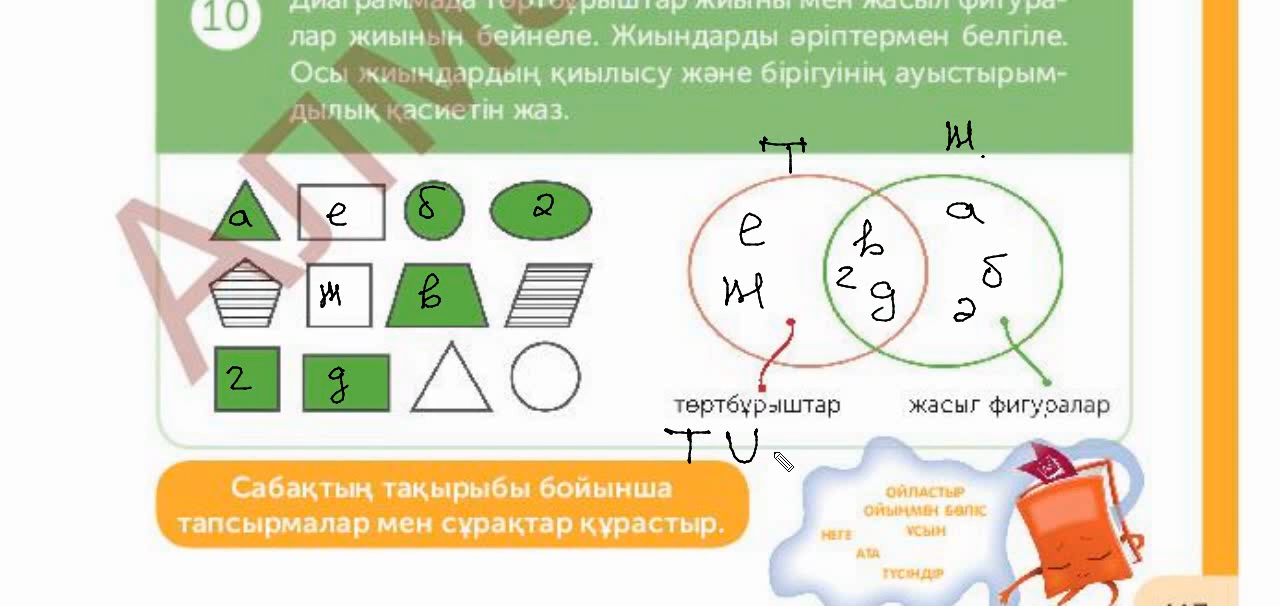 10
Диаграммада төртбұрыштар жиыны мен жасыл фигура-
лар жиынын бейнеле. Жиындарды әріптермен белгіле.
Осы жиындардың қиылысу және бірігуінің ауыстырым-
дылық қасиетін жаз.
Т Ж
а е б
ж в
г д
е ж
в г д
а б
төртбұрыштар жасыл фигуралар
Т U
Сабақтың тақырыбы бойынша
тапсырмалар мен сұрақтар құрастыр.
ОЙЛАСТЫР
ОЙЫҢМЕН БӨЛІС
ҰСЫН
НЕГЕ
АТА
ТҮСІНДІР